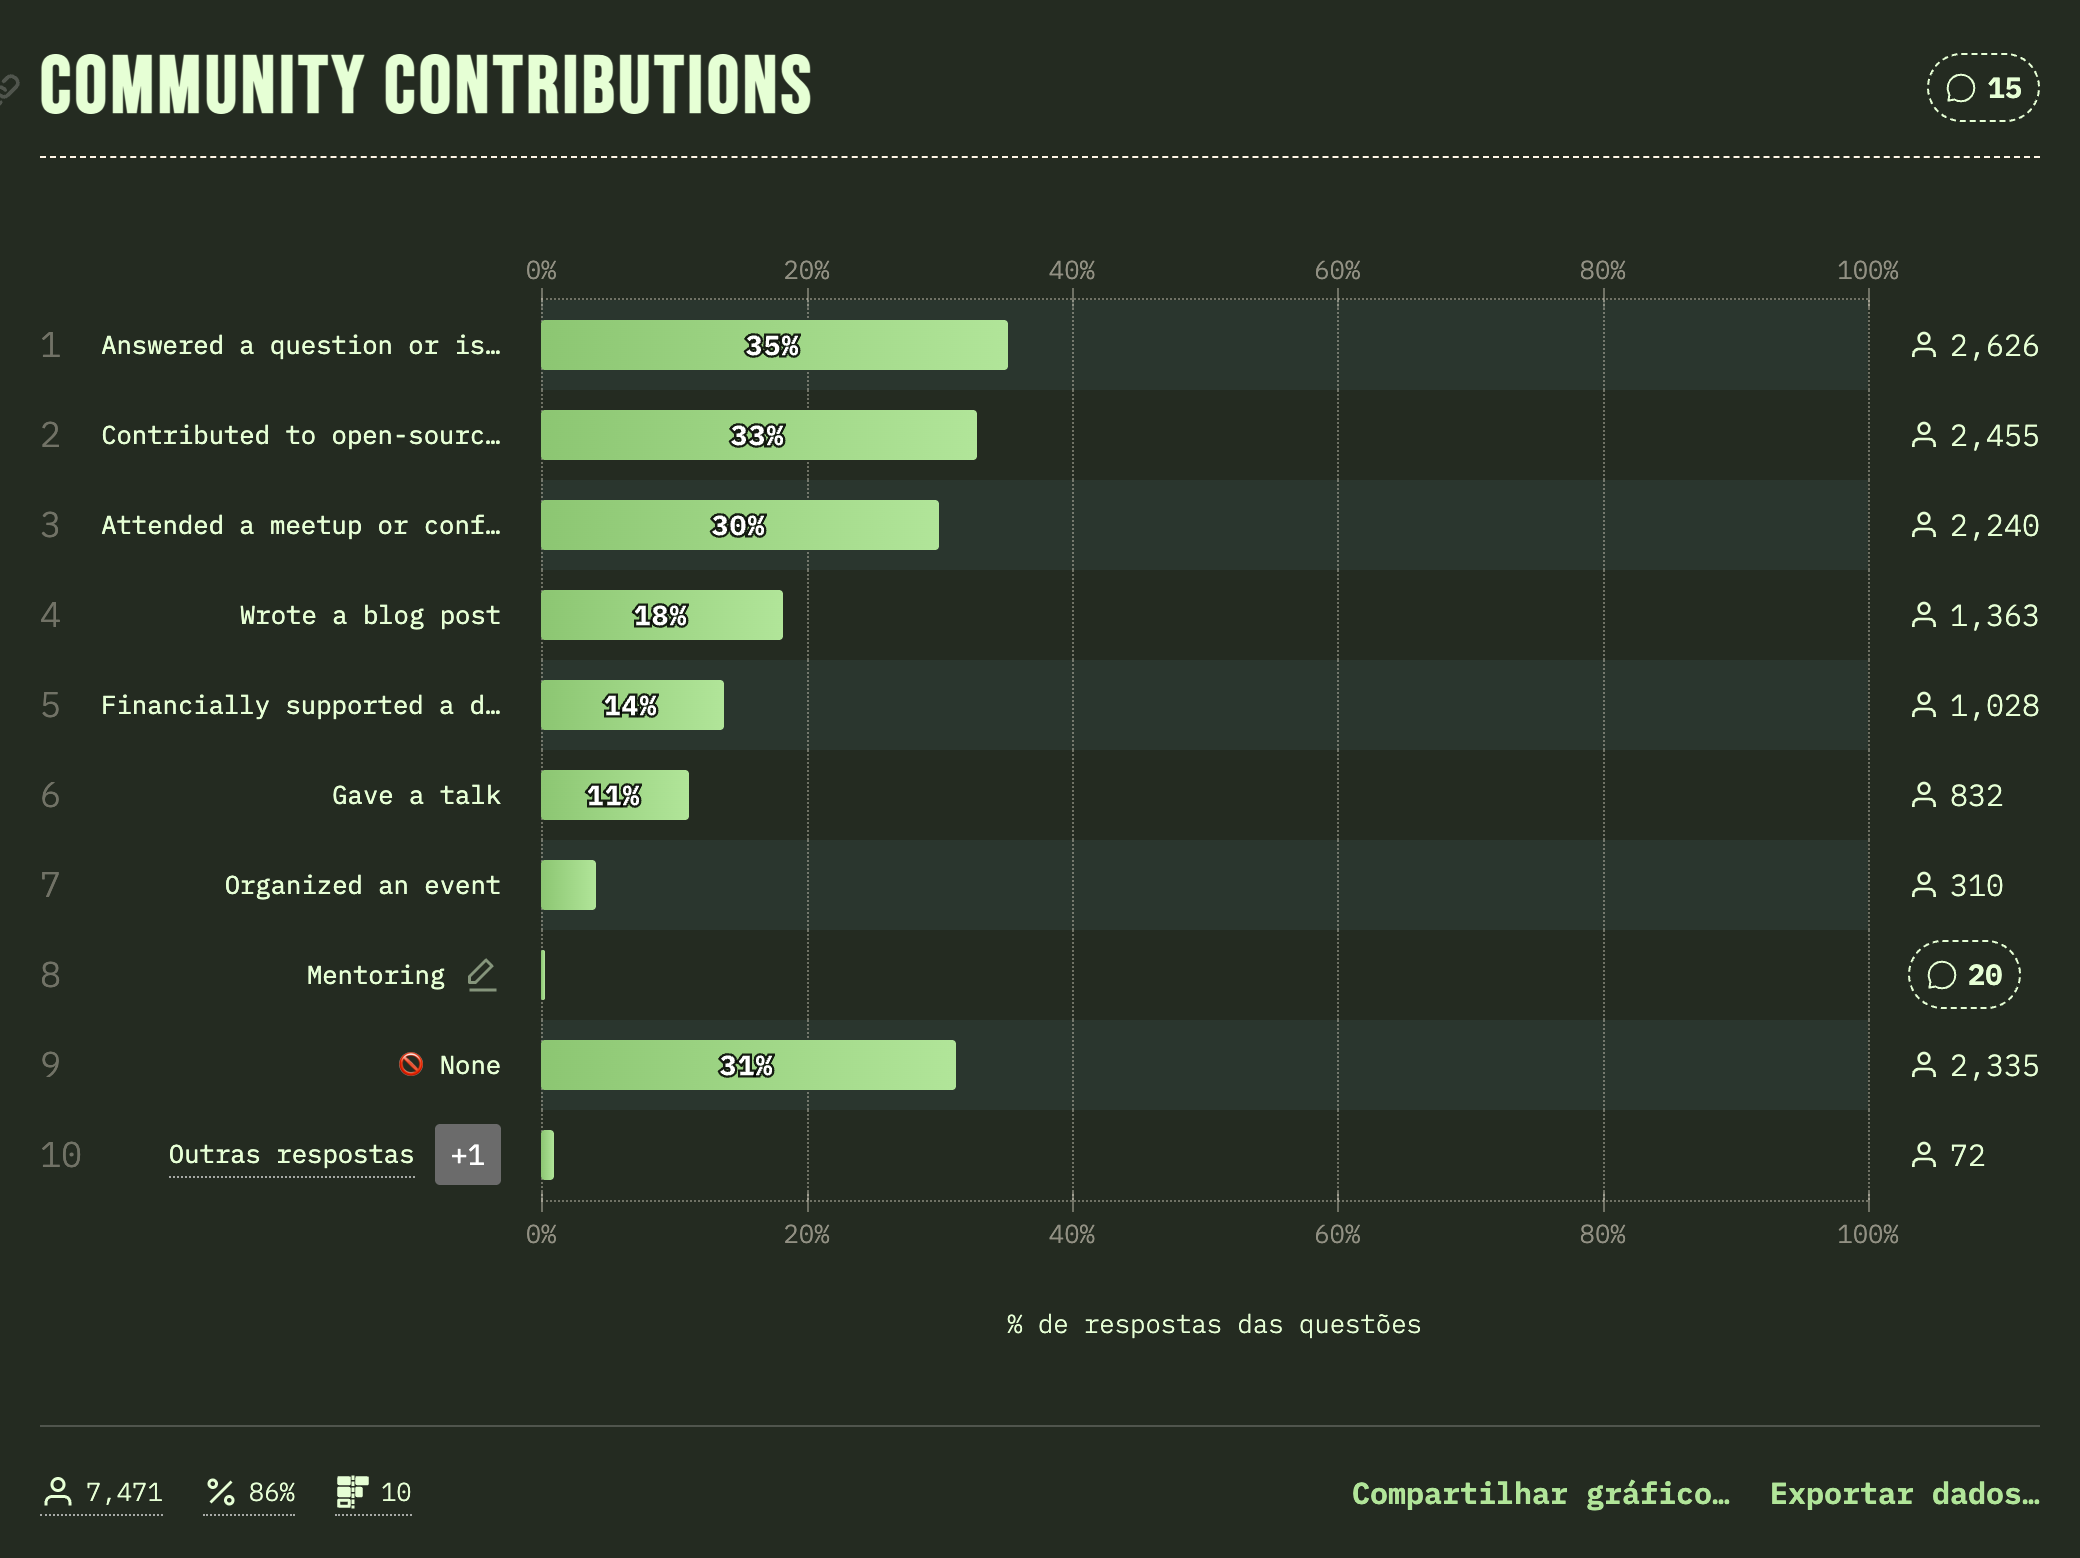 COMMUNITY CONTRIBUTIONS
15
0% 20% 40% 60% 80% 100%
1 Answered a question or is… 35% 2,626
2 Contributed to open-sourc… 33% 2,455
3 Attended a meetup or conf… 30% 2,240
4 Wrote a blog post 18% 1,363
5 Financially supported a d… 14% 1,028
6 Gave a talk 11% 832
7 Organized an event 310
8 Mentoring 20
9 None 31% 2,335
10 Outras respostas +1 72
0% 20% 40% 60% 80% 100%
% de respostas das questões
7,471 86% 10 Compartilhar gráfico… Exportar dados…